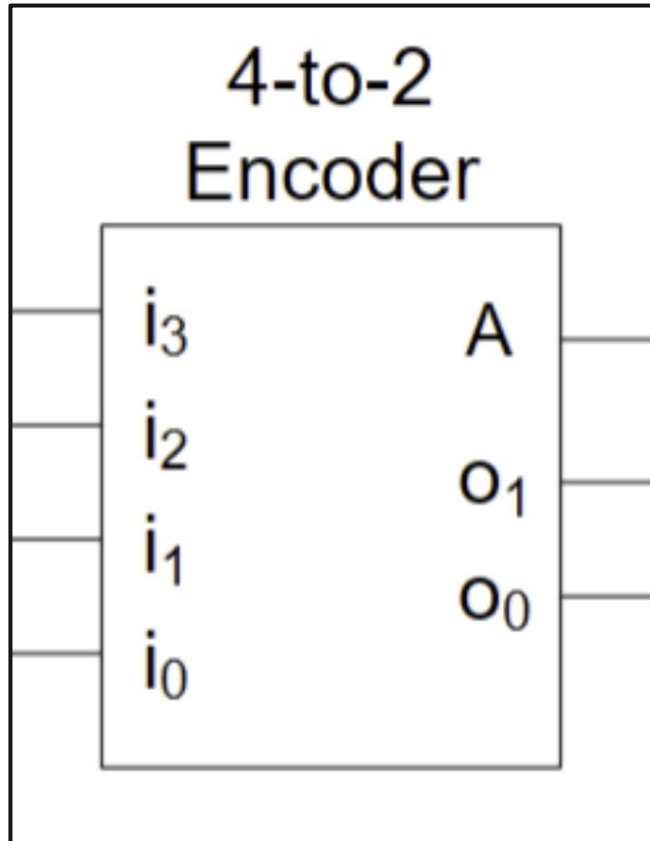 4-to-2
Encoder
i₃ A
i₂ o₁
i₁ o₀
i₀